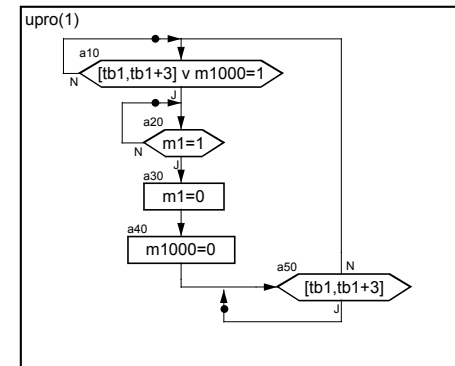 upro(1)
a10
[tb1,tb1+3] v m1000=1
N
J
a20
m1=1
N
J
a30
m1=0
a40
m1000=0
a50
N
[tb1,tb1+3]
J